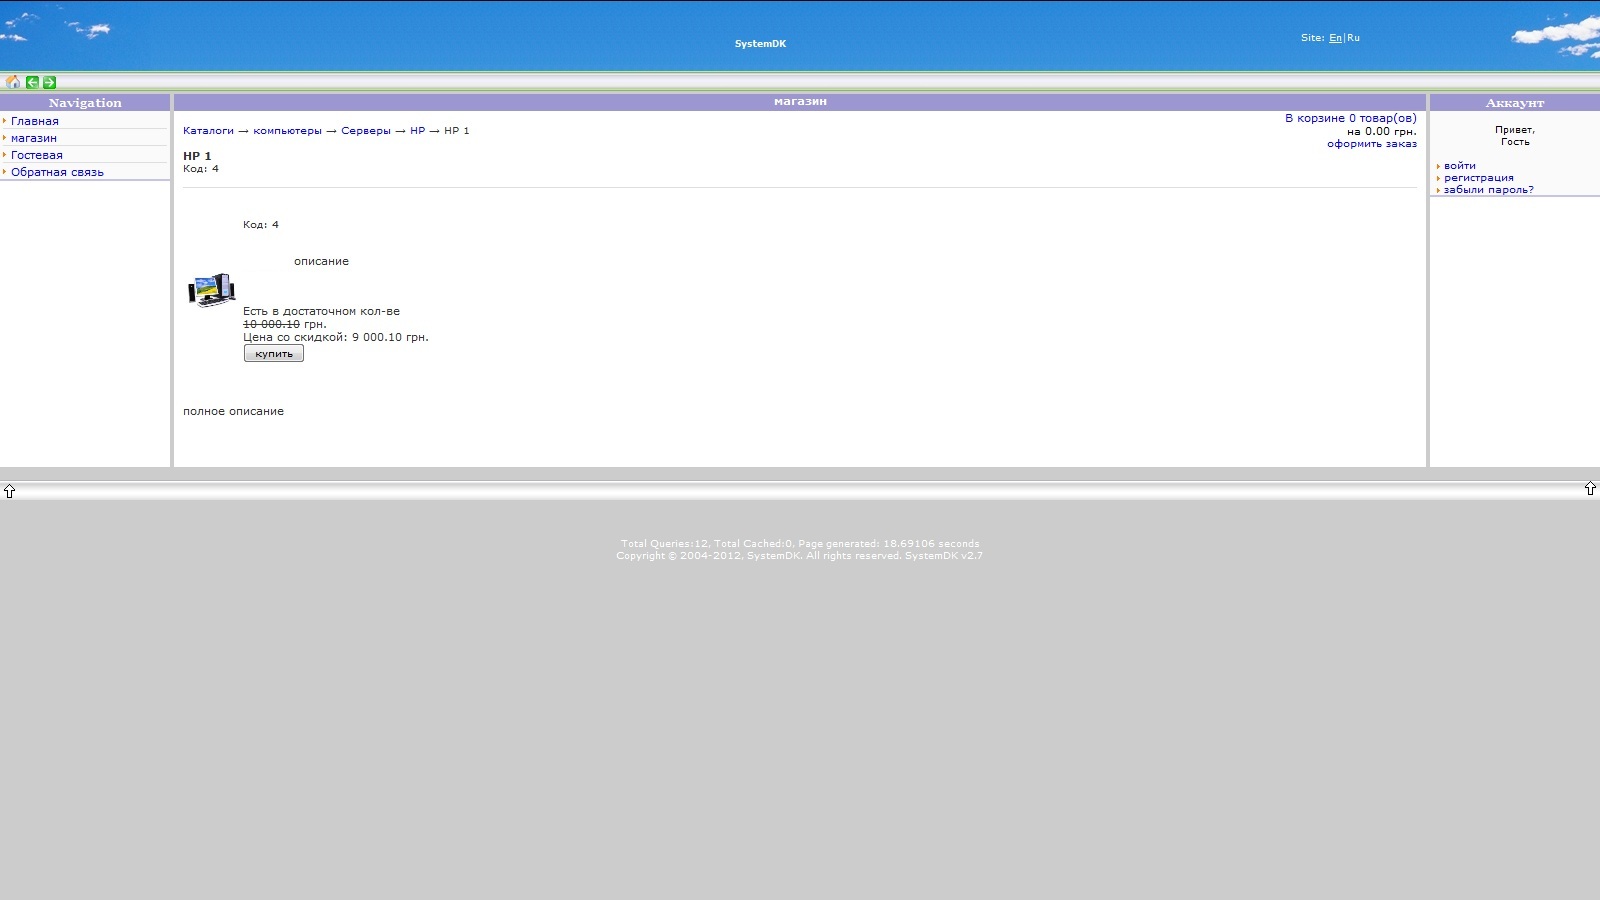 SystemDK
Site: En|Ru
Navigation
Главная
магазин
Гостевая
Обратная связь
магазин
Каталоги → компьютеры → Серверы → HP → HP 1
В корзине 0 товар(ов)
на 0.00 грн.
оформить заказ
HP 1
Код: 4
Код: 4
описание
Есть в достаточном кол-ве
10 000.10 грн.
Цена со скидкой: 9 000.10 грн.
купить
полное описание
Аккаунт
Привет,
Гость
войти
регистрация
забыли пароль?
Total Queries:12, Total Cached:0, Page generated: 18.69106 seconds
Copyright © 2004-2012, SystemDK. All rights reserved. SystemDK v2.7